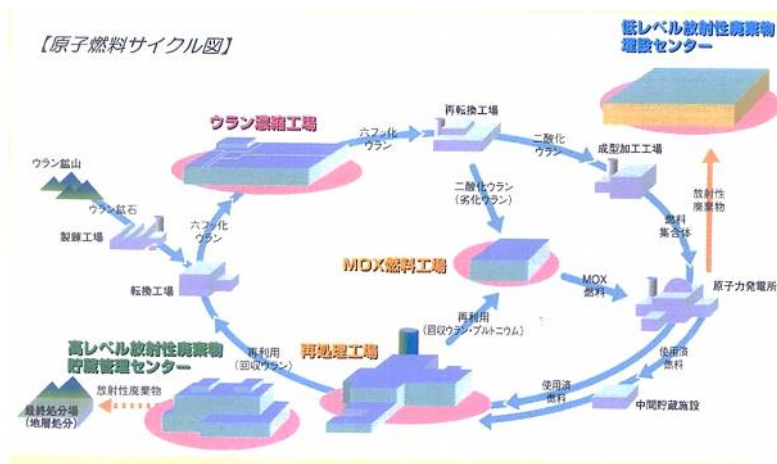 【原子燃料サイクル図】
低レベル放射性廃棄物
埋設センター
ウラン濃縮工場
六フッ化
ウラン
再転換工場
二酸化
ウラン
成型加工工場
ウラン鉱山
ウラン鉱石
製錬工場
六フッ化
ウラン
転換工場
二酸化ウラン
(劣化ウラン)
放射性
廃棄物
燃料
集合体
MOX燃料工場
MOX
燃料
原子力発電所
再利用
(回収ウラン・プルトニウム)
再処理工場
再利用
(回収ウラン)
高レベル放射性廃棄物
貯蔵管理センター
放射性廃棄物
最終処分場
(地層処分)
使用済
燃料
使用済
燃料
中間貯蔵施設